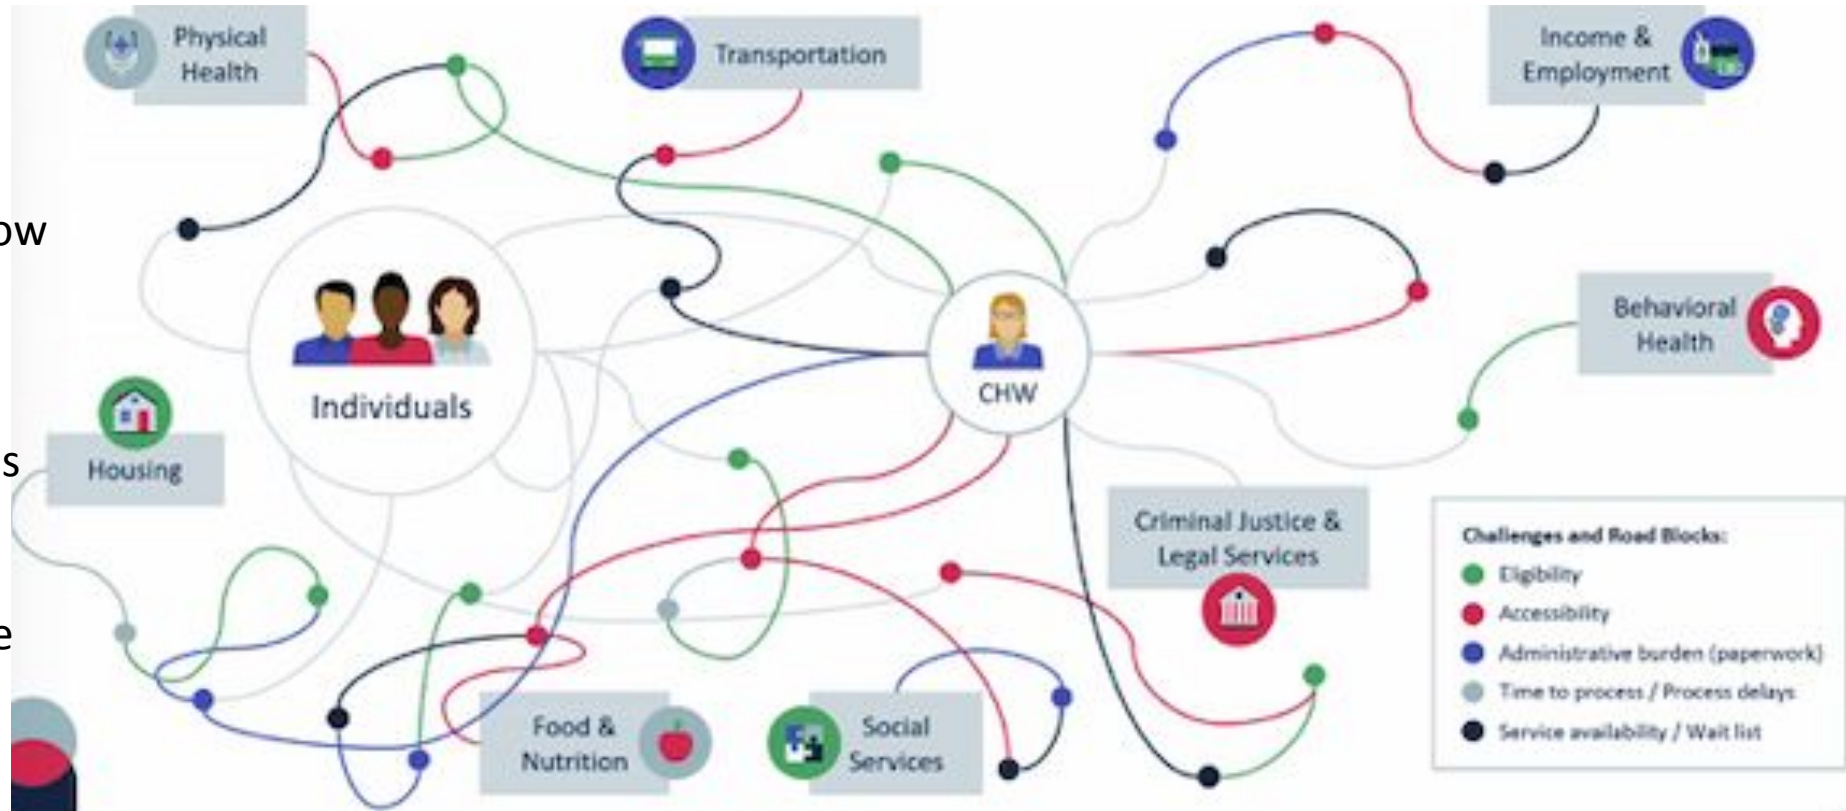 Physical
Health
Transportation
Income &
Employment
ow
Individuals
CHW
Behavioral
Health
s
Housing
Criminal Justice &
Legal Services
Challenges and Road Blocks:
Eligibility
Accessibility
Administrative burden (paperwork)
Time to process / Process delays
Service availability / Wait list
e
Food &
Nutrition
Social
Services